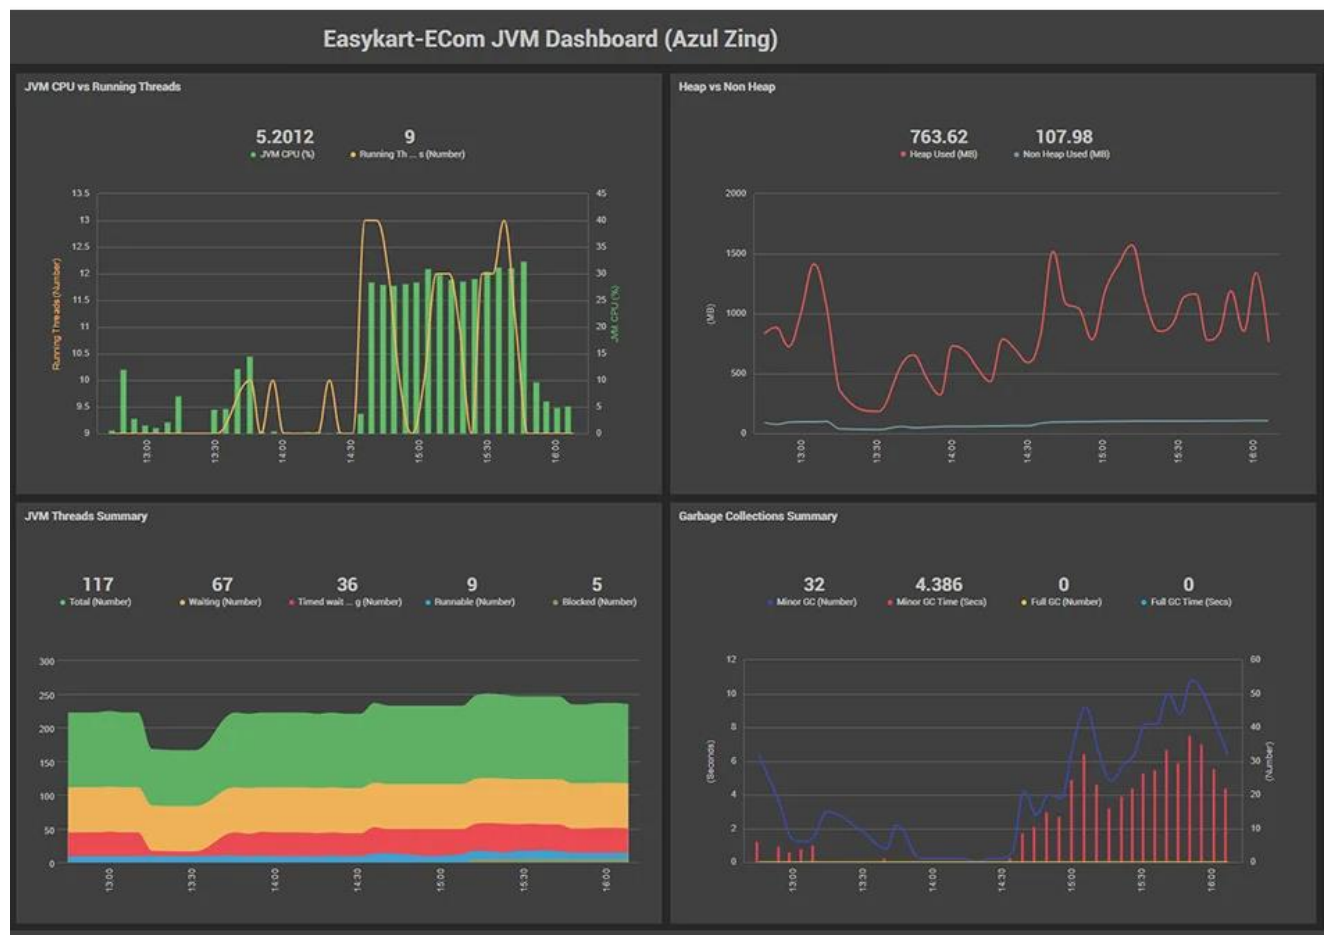 Easykart-ECom JVM Dashboard (Azul Zing)
JVM CPU vs Running Threads
5.2012 9
JVM CPU (%) Running Th ... s (Number)
13.5 45
13 40
12.5 35
12 30
11.5 25
11 20
10.5 15
10 10
9.5 5
9 0
Running Threads (Number)
JVM CPU (%)
13:00 13:30 14:00 14:30 15:00 15:30 16:00
Heap vs Non Heap
763.62 107.98
Heap Used (MB) Non Heap Used (MB)
2000
1500
1000
500
0
(MB)
13:00 13:30 14:00 14:30 15:00 15:30 16:00
JVM Threads Summary
117 67 36 9 5
Total (Number) Waiting (Number) Timed wait ... g (Number) Runnable (Number) Blocked (Number)
300
250
200
150
100
50
0
13:00 13:30 14:00 14:30 15:00 15:30 16:00
Garbage Collections Summary
32 4.386 0 0
Minor GC (Number) Minor GC Time (Secs) Full GC (Number) Full GC Time (Secs)
12 60
10 50
8 40
6 30
4 20
2 10
0 0
(Seconds)
(Number)
13:00 13:30 14:00 14:30 15:00 15:30 16:00